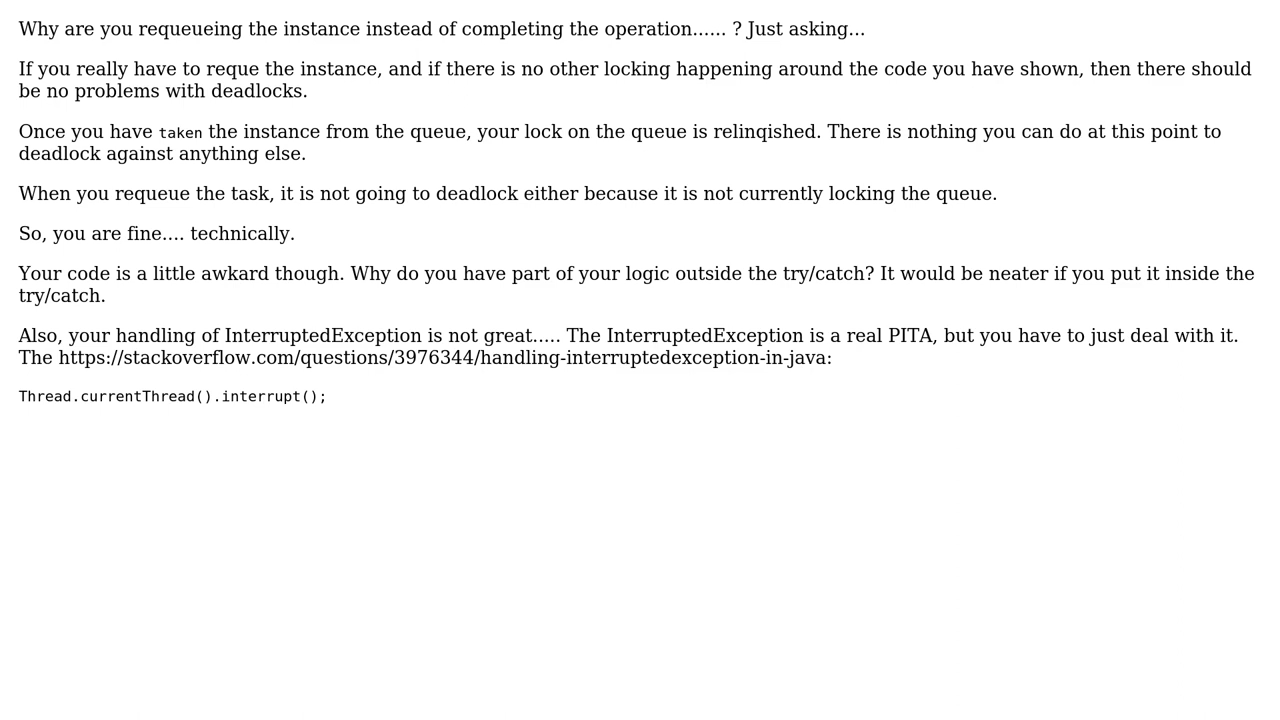 Why are you requeueing the instance instead of completing the operation...... ? Just asking...
If you really have to reque the instance, and if there is no other locking happening around the code you have shown, then there should
be no problems with deadlocks.
Once you have taken the instance from the queue, your lock on the queue is relinqished. There is nothing you can do at this point to
deadlock against anything else.
When you requeue the task, it is not going to deadlock either because it is not currently locking the queue.
So, you are fine.... technically.
Your code is a little awkard though. Why do you have part of your logic outside the try/catch? It would be neater if you put it inside the
try/catch.
Also, your handling of InterruptedException is not great..... The InterruptedException is a real PITA, but you have to just deal with it.
The https://stackoverflow.com/questions/3976344/handling-interruptedexception-in-java:
Thread.currentThread().interrupt();